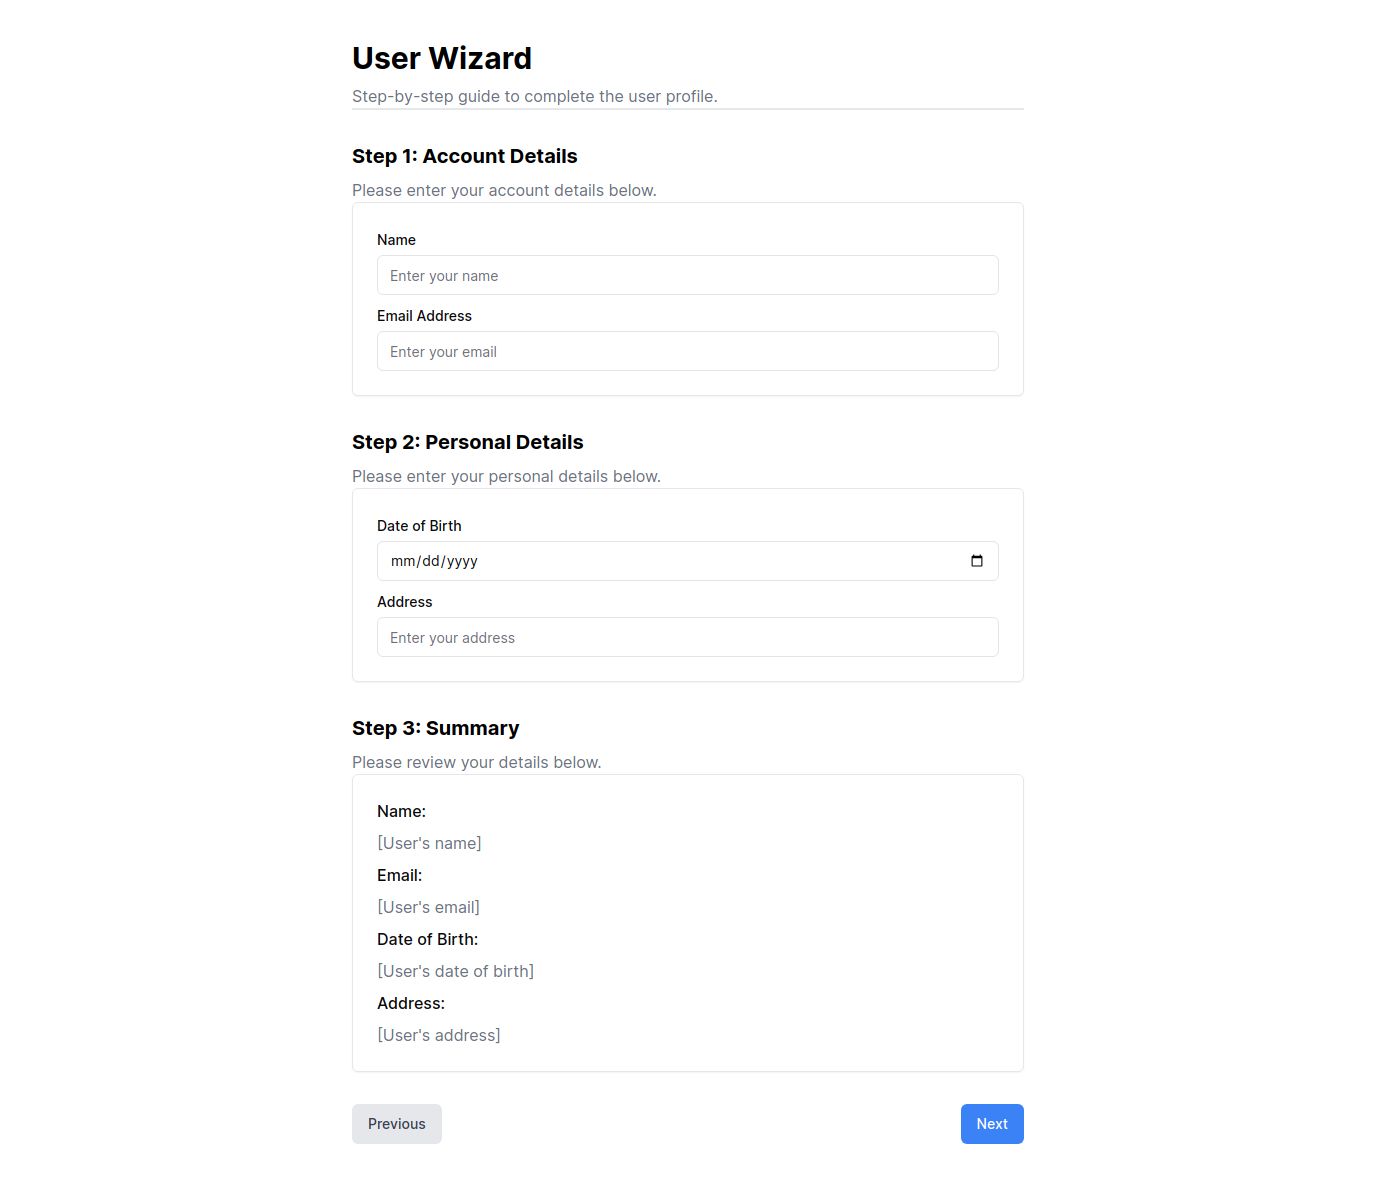 User Wizard
Step-by-step guide to complete the user profile.
Step 1: Account Details
Please enter your account details below.
Name
Enter your name
Email Address
Enter your email
Step 2: Personal Details
Please enter your personal details below.
Date of Birth
mm/dd/yyyy
Address
Enter your address
Step 3: Summary
Please review your details below.
Name:
[User's name]
Email:
[User's email]
Date of Birth:
[User's date of birth]
Address:
[User's address]
Previous
Next